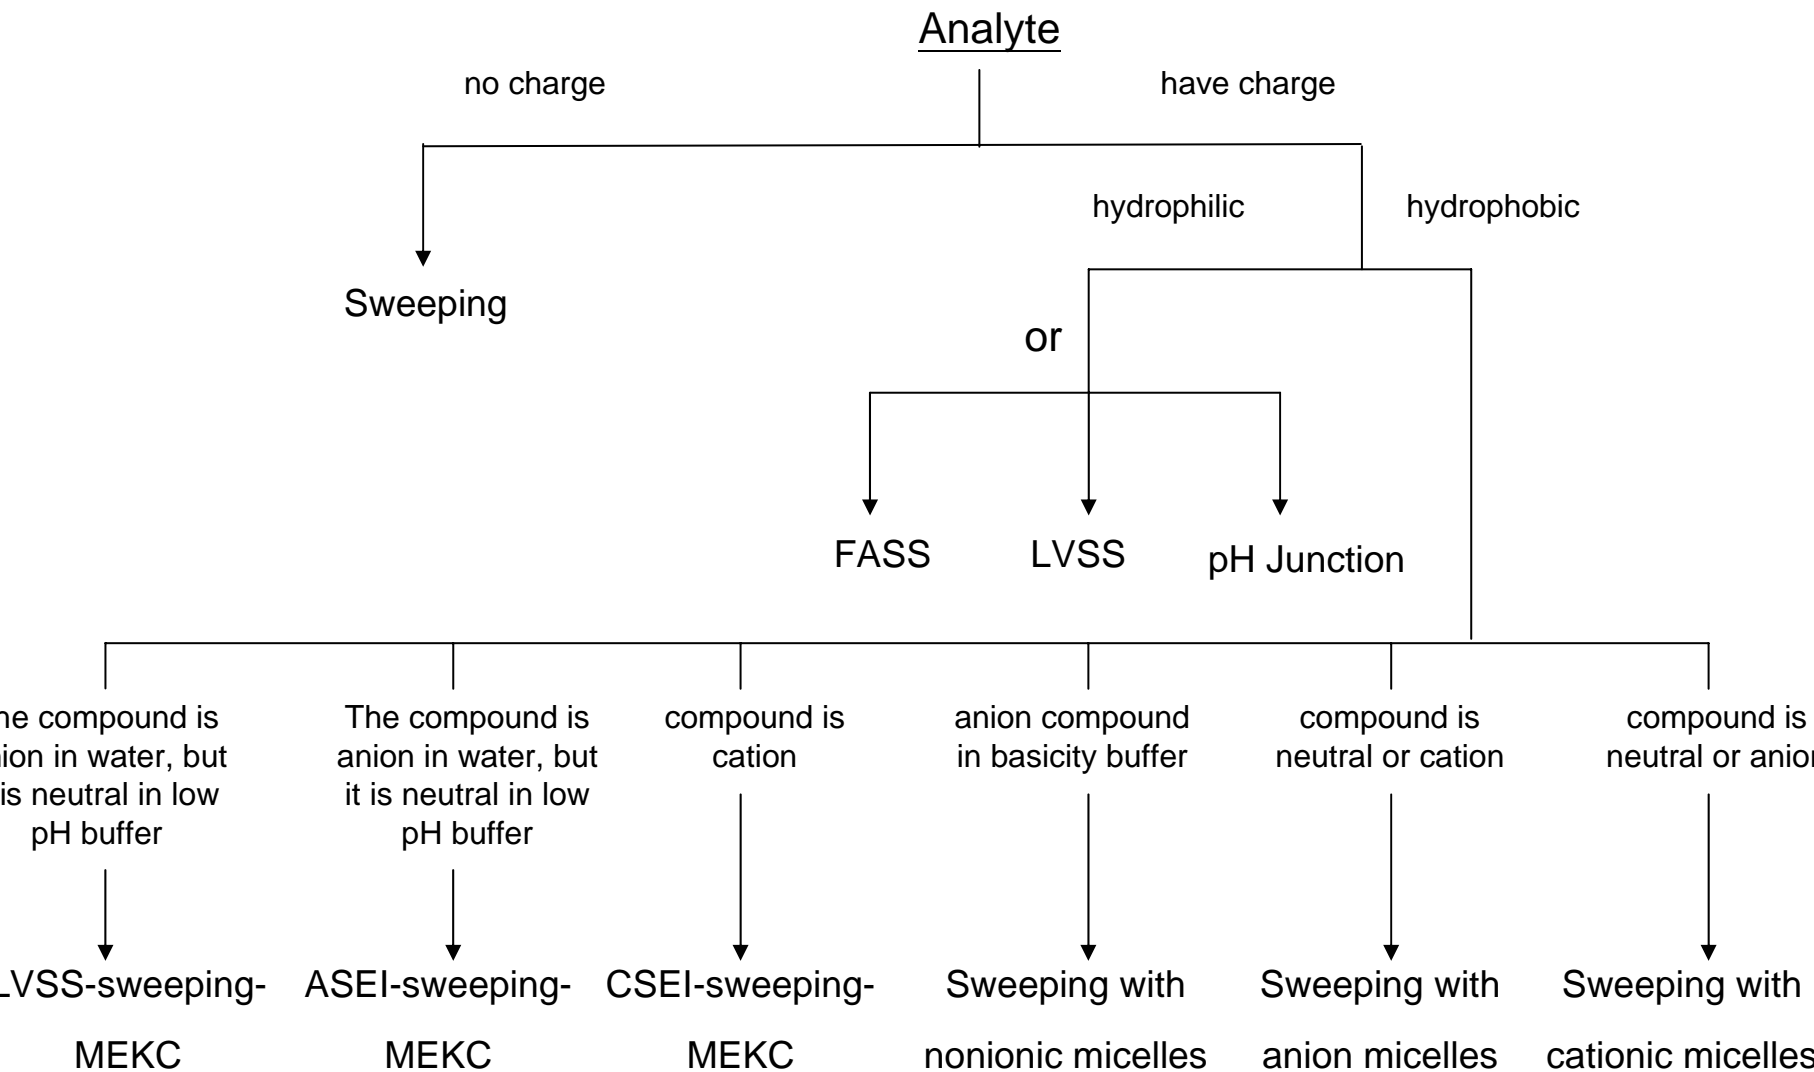 Analyte
no charge
have charge
hydrophilic
hydrophobic
Sweeping
or
FASS
LVSS
pH Junction
he compound is
ion in water, but
is neutral in low
pH buffer
The compound is
anion in water, but
it is neutral in low
pH buffer
compound is
cation
anion compound
in basicity buffer
compound is
neutral or cation
compound is
neutral or anion
LVSS-sweeping-
MEKC
ASEI-sweeping-
MEKC
CSEI-sweeping-
MEKC
Sweeping with
nonionic micelles
Sweeping with
anion micelles
Sweeping with
cationic micelles